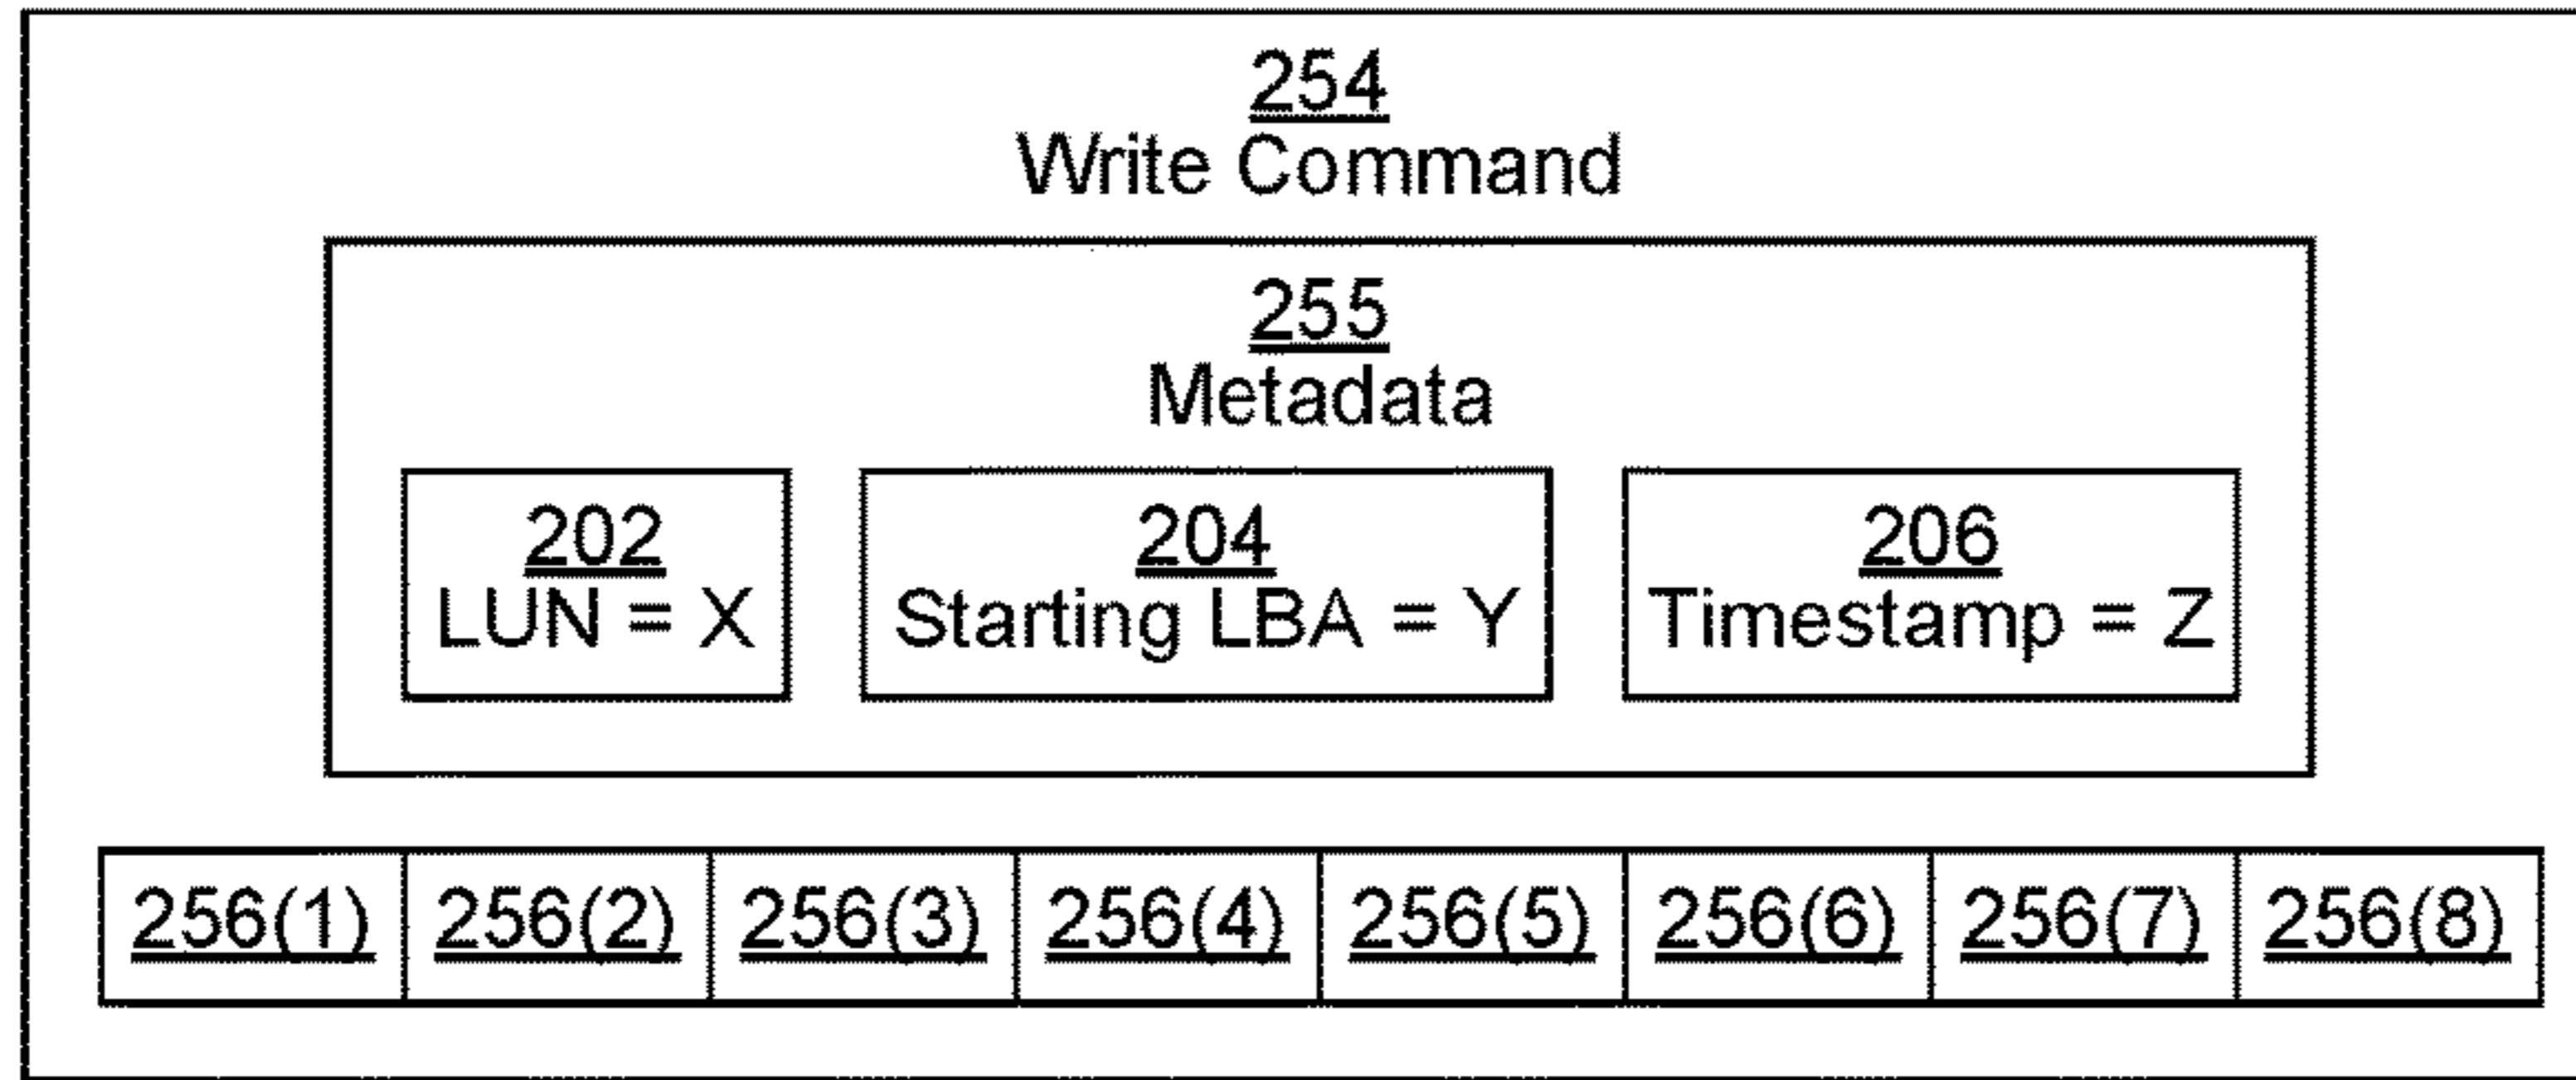 254
Write Command
255
Metadata
202 204 206
LUN = X Starting LBA = Y Timestamp = Z
256(1) 256(2) 256(3) 256(4) 256(5) 256(6) 256(7) 256(8)